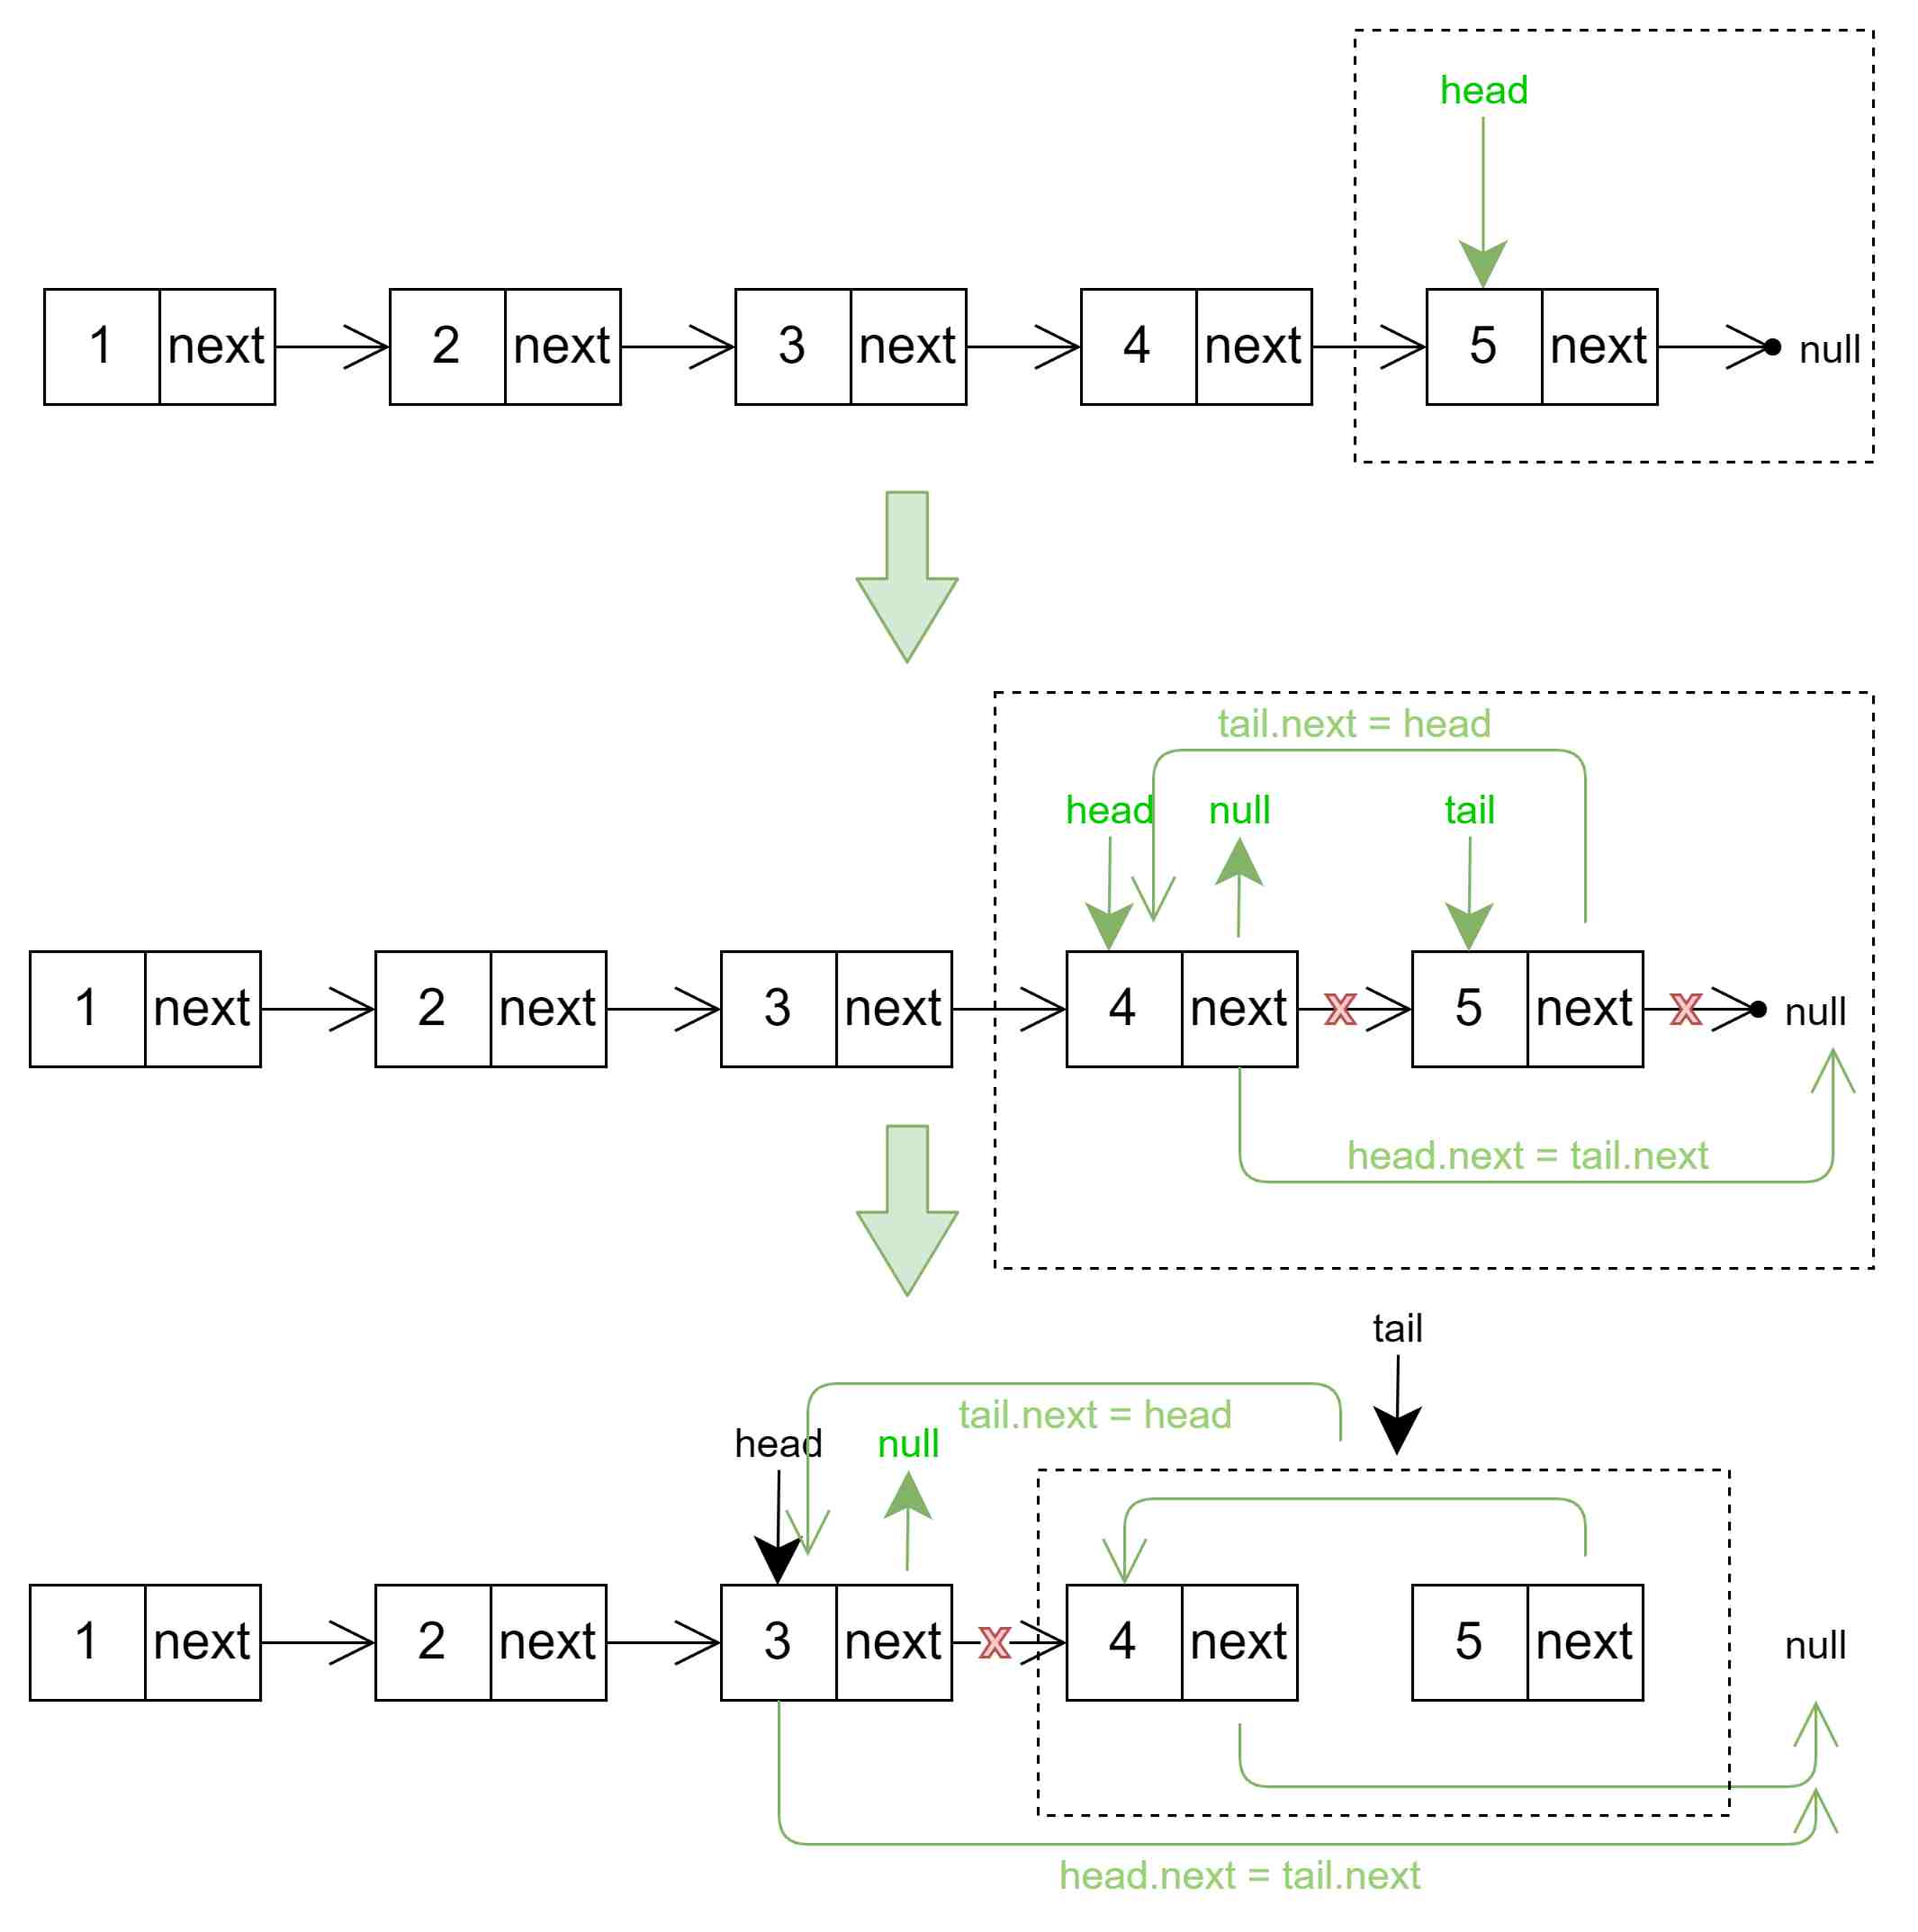 head
1 next 2 next 3 next 4 next 5 next null
tail.next = head
head null tail
1 next 2 next 3 next 4 next X 5 next X null
head.next = tail.next
tail
tail.next = head
head null
1 next 2 next 3 next X 4 next 5 next null
head.next = tail.next